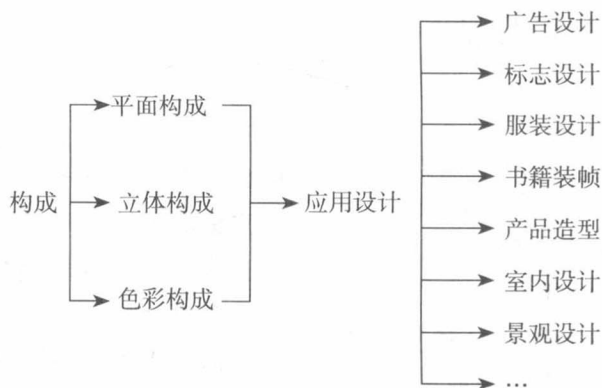 构成
平面构成
立体构成
色彩构成
应用设计
广告设计
标志设计
服装设计
书籍装帧
产品造型
室内设计
景观设计
…